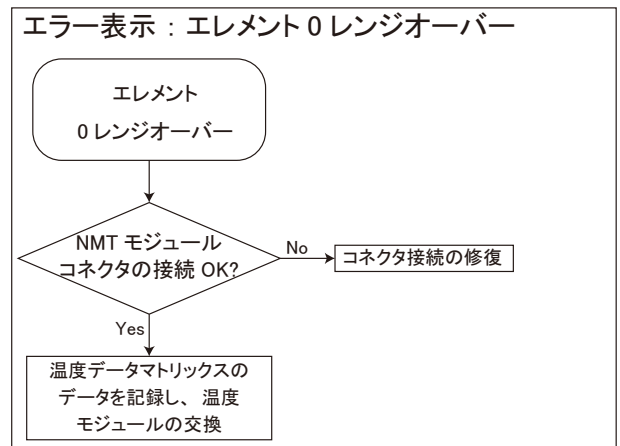 エラー表示 : エレメント 0 レンジオーバー
エレメント
0 レンジオーバー
NMT モジュール
コネクタの接続 OK?
No
コネクタ接続の修復
Yes
温度データマトリックスの
データを記録し、温度
モジュールの交換